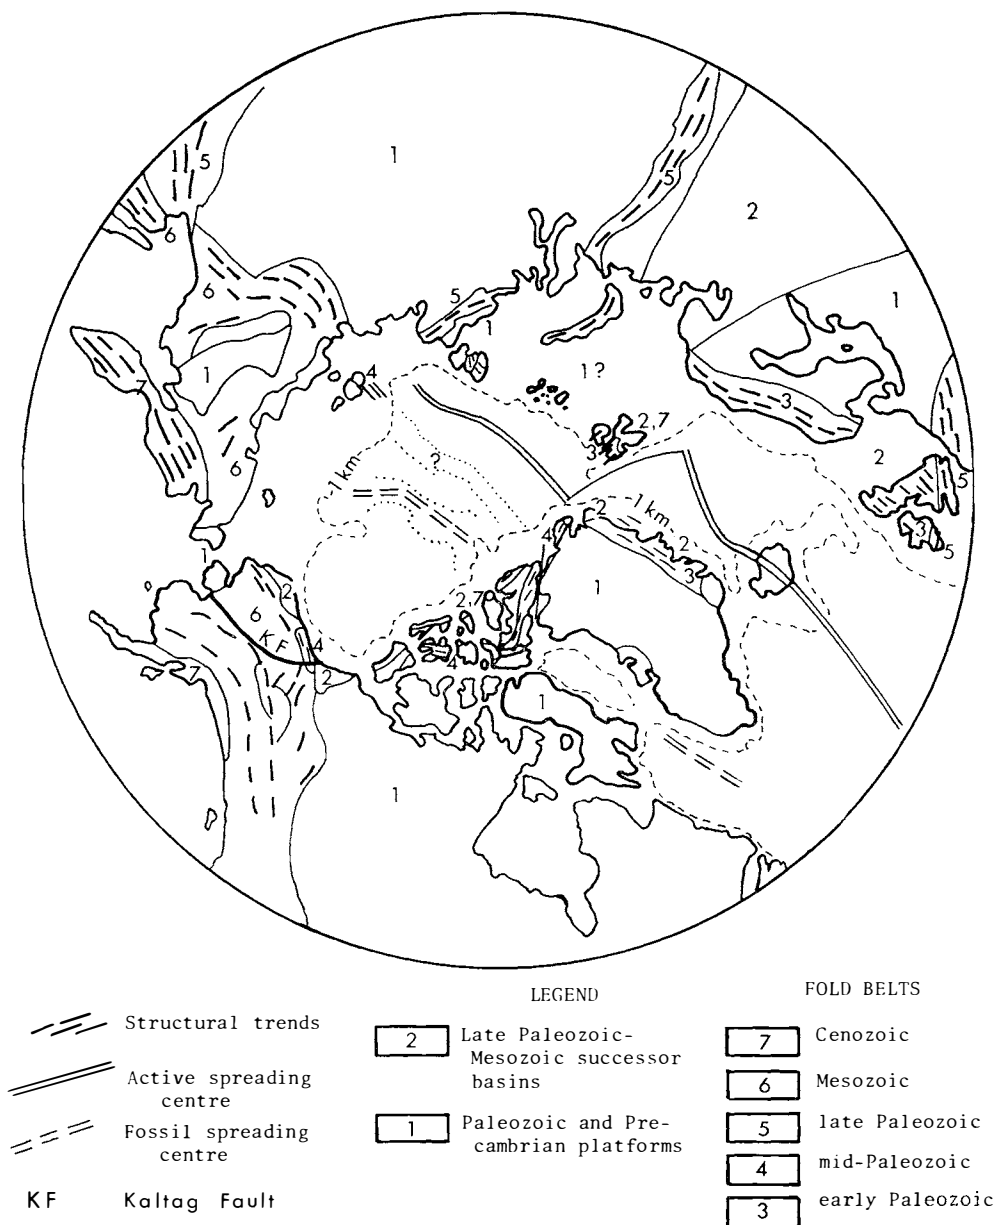 1
5
5
2
6
6
5
1
1
1
4
1?
3
2,7
3
2
5
?
1 km
6
2
1 km
4
2
3
3
5
1
1
2
2,7
6
KF
4
4
2
7
1
1
LEGEND
FOLD BELTS
Structural trends
2 Late Paleozoic-
Mesozoic successor
basins
7 Cenozoic
Active spreading
centre
6 Mesozoic
Fossil spreading
centre
1 Paleozoic and Pre-
cambrian platforms
5 late Paleozoic
4 mid-Paleozoic
KF Kaltag Fault
3 early Paleozoic